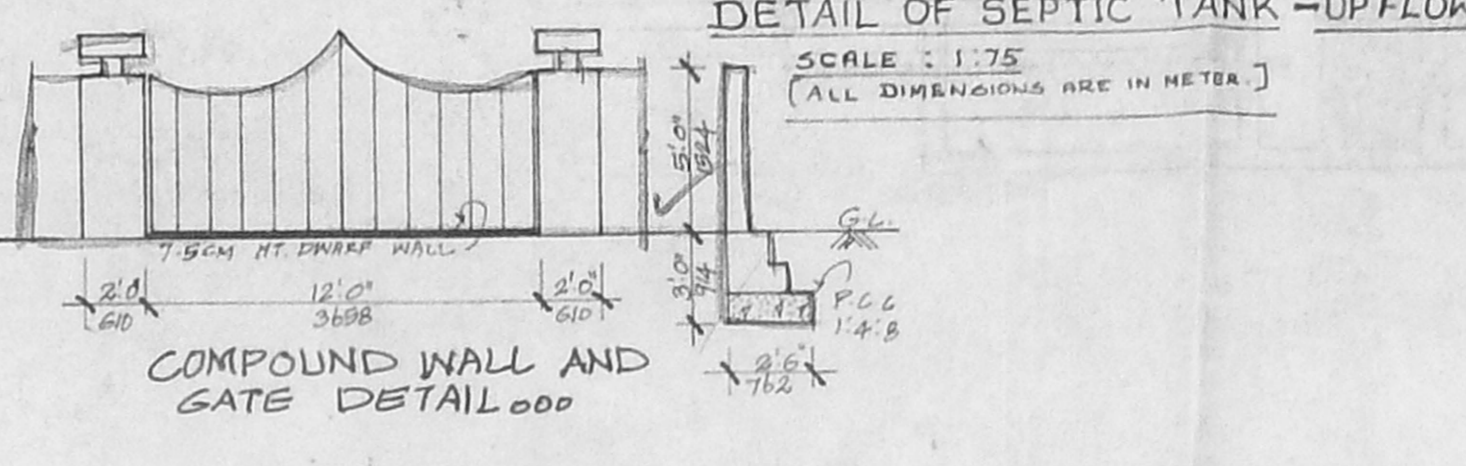 DETAIL OF SEPTIC TANK - UPFLOW
SCALE : 1:75
[ALL DIMENSIONS ARE IN METER.]
5'.0"
1524
G.L.
7.5CM HT. DWARF WALL
3'.0"
914
2'.0"
610
12'.0"
3698
2'.0"
610
P.C.C
1:4:8
2'6"
762
COMPOUND WALL AND
GATE DETAIL...